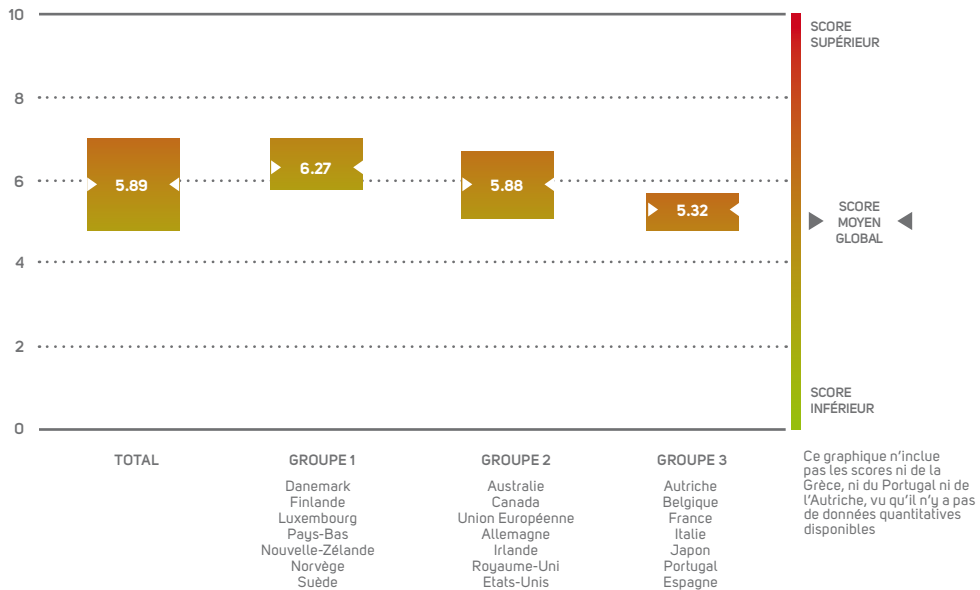 10
8
6
4
2
0
5.89
6.27
5.88
5.32
SCORE
SUPÉRIEUR
SCORE
MOYEN
GLOBAL
SCORE
INFÉRIEUR
TOTAL
GROUPE 1
Danemark
Finlande
Luxembourg
Pays-Bas
Nouvelle-Zélande
Norvège
Suède
GROUPE 2
Australie
Canada
Union Européenne
Allemagne
Irlande
Royaume-Uni
Etats-Unis
GROUPE 3
Autriche
Belgique
France
Italie
Japon
Portugal
Espagne
Ce graphique n'inclue
pas les scores ni de la
Grèce, ni du Portugal ni de
l'Autriche, vu qu'il n'y a pas
de données quantitatives
disponibles